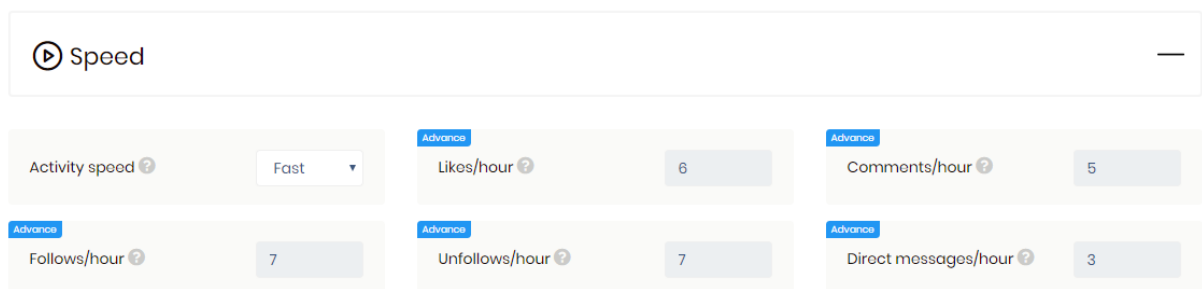 Speed
Advance Advance
Activity speed Fast Likes/hour 6 Comments/hour 5
Advance Advance Advance
Follows/hour 7 Unfollows/hour 7 Direct messages/hour 3